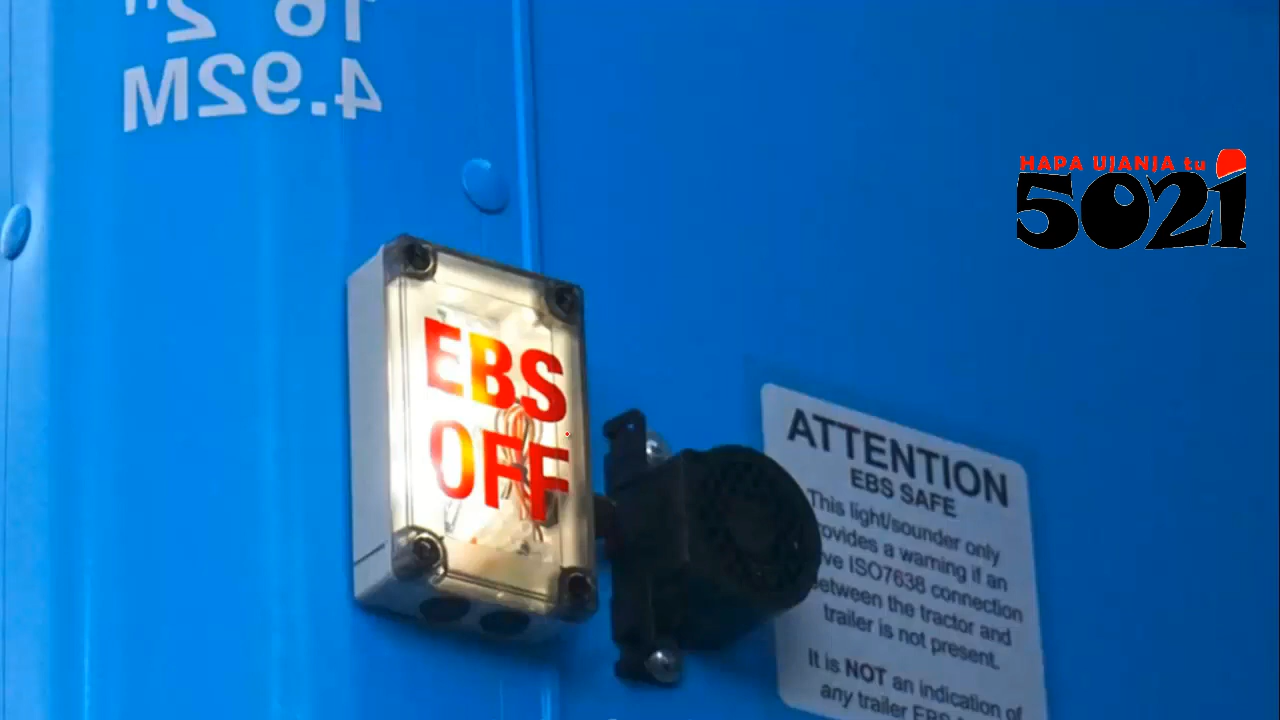 16' 2"
4.92M
HAPA UJANJA tu
5021
EBS
OFF
ATTENTION
EBS SAFE
This light/sounder only
provides a warning if an
ISO7638 connection
between the tractor and
trailer is not present.
It is NOT an indication of
any trailer EBS